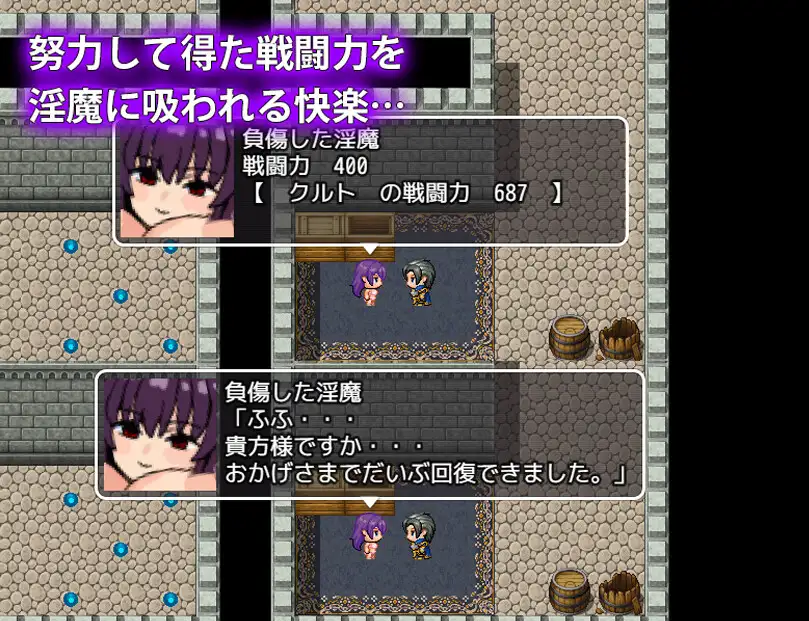 努力して得た戦闘力を
淫魔に吸われる快楽…
負傷した淫魔
戦闘力 400
【 クルト の戦闘力 687 】
負傷した淫魔
「ふふ・・・
貴方様ですか・・・
おかげさまでだいぶ回復できました。」